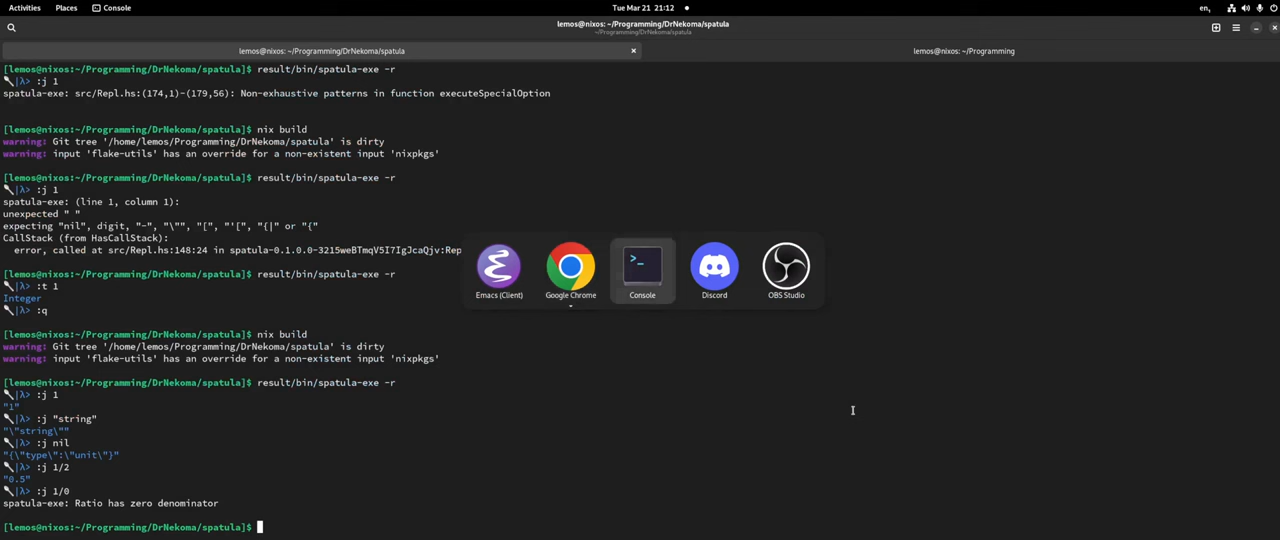 Activities Places Console Tue Mar 21 21:12 en,
lemos@nixos:~/Programming/DrNekoma/spatula
~/Programming/DrNekoma/spatula
lemos@nixos: ~/Programming/DrNekoma/spatula lemos@nixos: ~/Programming
[lemos@nixos:~/Programming/DrNekoma/spatula]$ result/bin/spatula-exe -r
|λ> :j 1
spatula-exe: src/Repl.hs:(174,1)-(179,56): Non-exhaustive patterns in function executeSpecialOption
[lemos@nixos:~/Programming/DrNekoma/spatula]$ nix build
warning: Git tree '/home/lemos/Programming/DrNekoma/spatula' is dirty
warning: input 'flake-utils' has an override for a non-existent input 'nixpkgs'
[lemos@nixos:~/Programming/DrNekoma/spatula]$ result/bin/spatula-exe -r
|λ> :j 1
spatula-exe: (line 1, column 1):
unexpected " "
expecting "nil", digit, "-", "\"", "[", "'[", "{|" or "{"
CallStack (from HasCallStack):
error, called at src/Repl.hs:148:24 in spatula-0.1.0.0-3215weBTmqV5I7IgJcaQjv:Rep
[lemos@nixos:~/Programming/DrNekoma/spatula]$ result/bin/spatula-exe -r
|λ> :t 1
Integer
|λ> :q
[lemos@nixos:~/Programming/DrNekoma/spatula]$ nix build
warning: Git tree '/home/lemos/Programming/DrNekoma/spatula' is dirty
warning: input 'flake-utils' has an override for a non-existent input 'nixpkgs'
[lemos@nixos:~/Programming/DrNekoma/spatula]$ result/bin/spatula-exe -r
|λ> :j 1
"1"
|λ> :j "string"
"\"string\""
|λ> :j nil
"{\"type\":\"unit\"}"
|λ> :j 1/2
"0.5"
|λ> :j 1/0
spatula-exe: Ratio has zero denominator
[lemos@nixos:~/Programming/DrNekoma/spatula]$
Emacs (Client) Google Chrome Console Discord OBS Studio